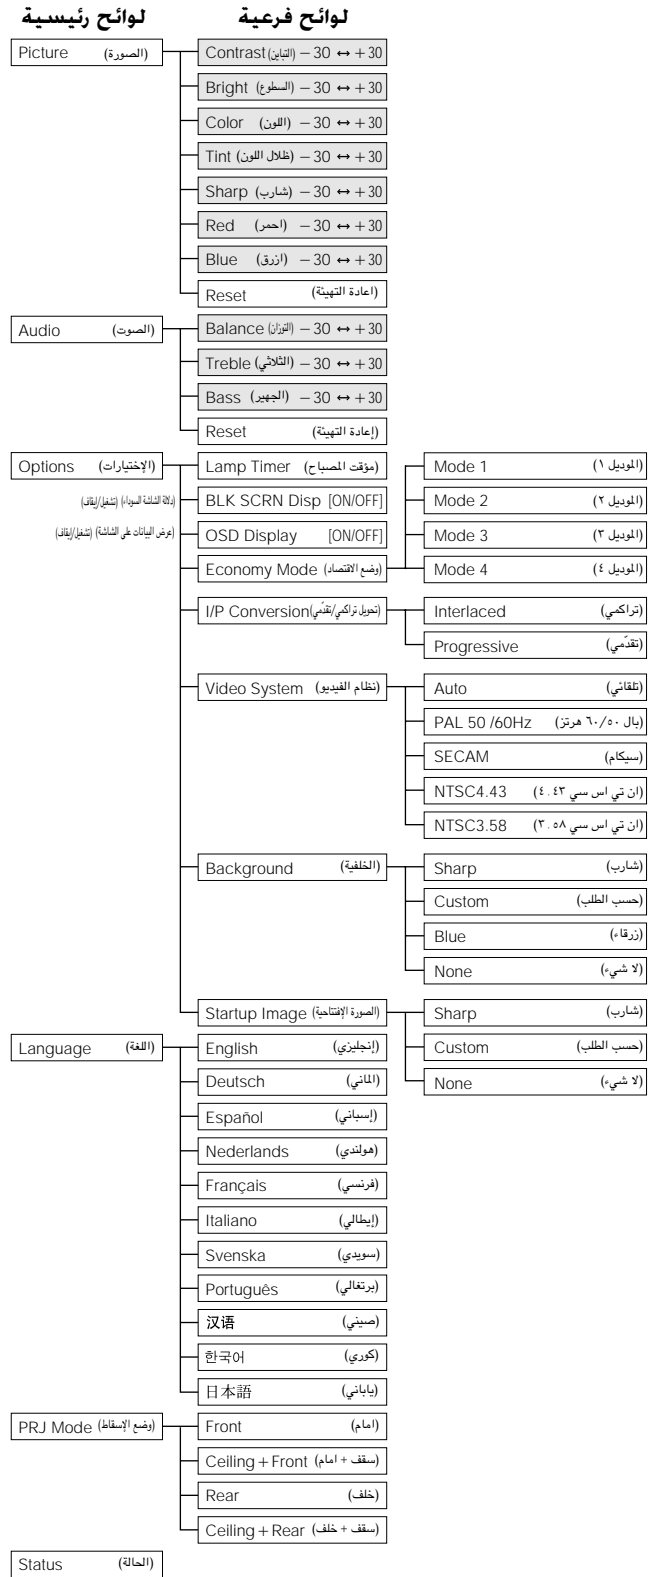 لوائح رئيسية لوائح فرعية
Picture (الصورة) Contrast (التباين) −30 ↔ +30
Bright (السطوع) −30 ↔ +30
Color (اللون) −30 ↔ +30
Tint (ظلال اللون) −30 ↔ +30
Sharp (شارب) −30 ↔ +30
Red (احمر) −30 ↔ +30
Blue (ازرق) −30 ↔ +30
Reset (اعادة التهيئة)
Audio (الصوت) Balance (التوزان) −30 ↔ +30
Treble (الثلاثي) −30 ↔ +30
Bass (الجهير) −30 ↔ +30
Reset (إعادة التهيئة)
Options (الإختيارات) Lamp Timer (مؤقت المصباح) Mode 1 (الموديل ١)
(دلالة الشاشة السوداء) (تشغيل/إيقاف) BLK SCRN Disp [ON/OFF] Mode 2 (الموديل ٢)
(عرض البيانات على الشاشة) (تشغيل/إيقاف) OSD Display [ON/OFF] Mode 3 (الموديل ٣)
Economy Mode (وضع الاقتصاد) Mode 4 (الموديل ٤)
I/P Conversion (تحويل تراكمي/تقدّمي) Interlaced (تراكمي)
Progressive (تقدّمي)
Video System (نظام الفيديو) Auto (تلقائي)
PAL 50 /60Hz (بال ٦٠/٥٠ هرتز)
SECAM (سيكام)
NTSC4.43 (ان تي اس سي ٤.٤٣)
NTSC3.58 (ان تي اس سي ٣.٥٨)
Background (الخلفية) Sharp (شارب)
Custom (حسب الطلب)
Blue (زرقاء)
None (لا شيء)
Startup Image (الصورة الإفتتاحية) Sharp (شارب)
Language (اللغة) English (إنجليزي) Custom (حسب الطلب)
Deutsch (الماني) None (لا شيء)
Español (إسباني)
Nederlands (هولندي)
Français (فرنسي)
Italiano (إيطالي)
Svenska (سويدي)
Português (برتغالي)
汉语 (صيني)
한국어 (كوري)
日本語 (ياباني)
PRJ Mode (وضع الإسقاط) Front (امام)
Ceiling + Front (سقف + امام)
Rear (خلف)
Ceiling + Rear (سقف + خلف)
Status (الحالة)